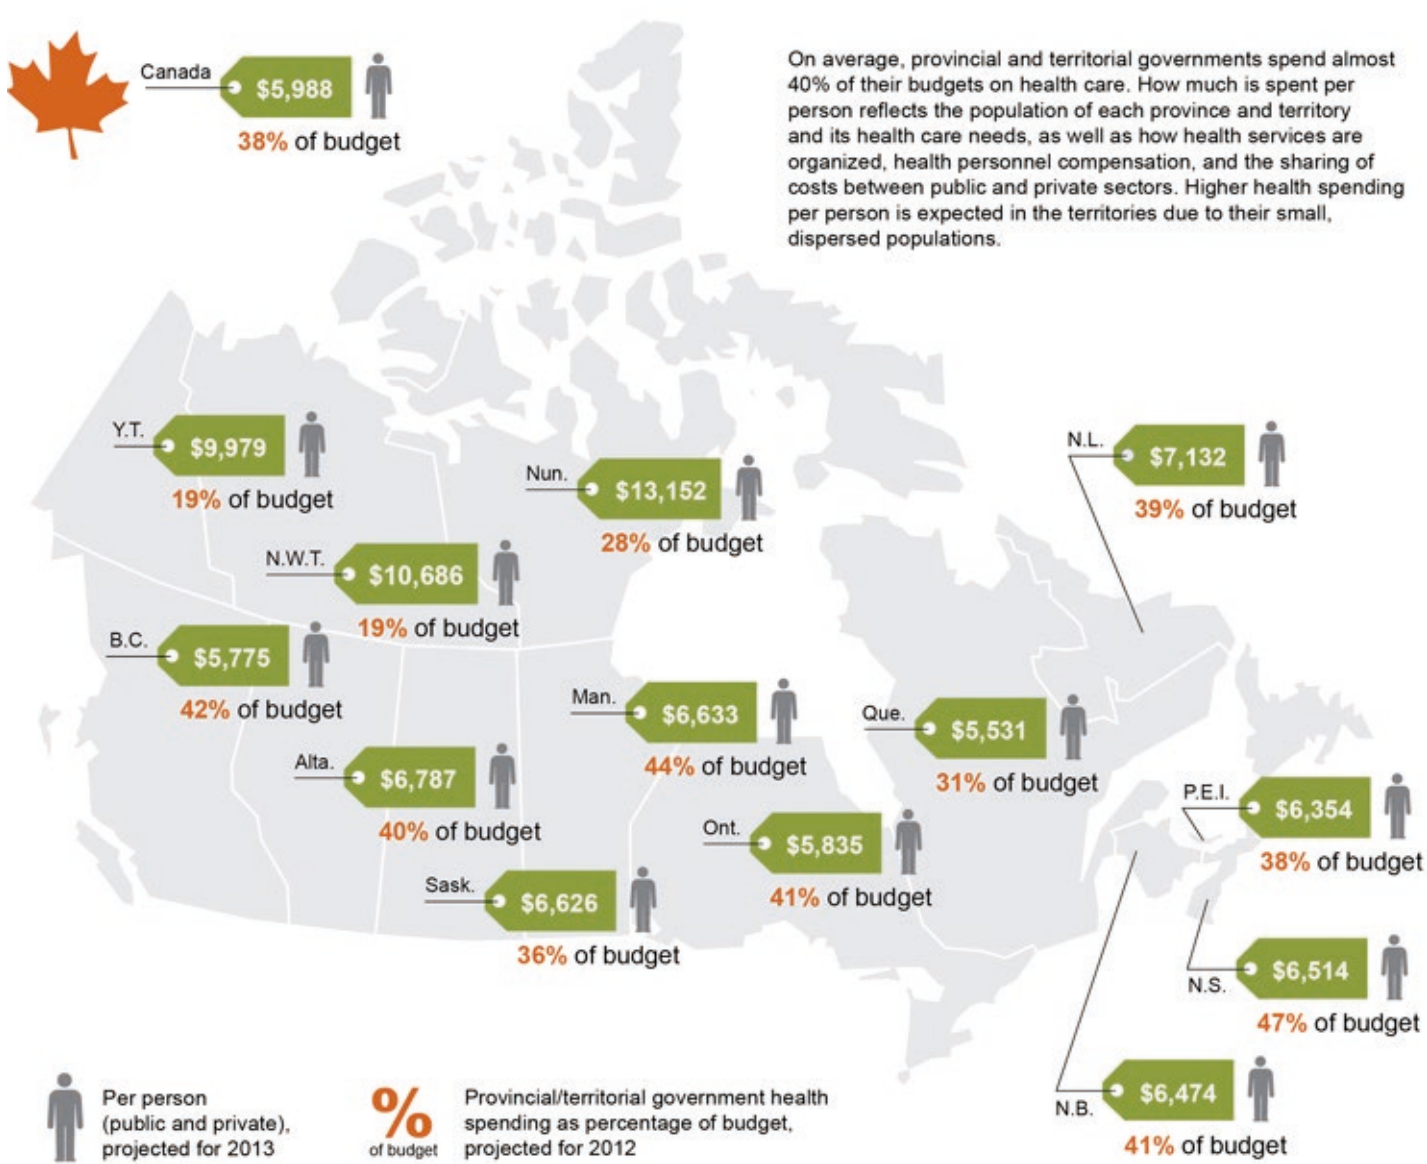 Canada
$5,988
38% of budget
On average, provincial and territorial governments spend almost
40% of their budgets on health care. How much is spent per
person reflects the population of each province and territory
and its health care needs, as well as how health services are
organized, health personnel compensation, and the sharing of
costs between public and private sectors. Higher health spending
per person is expected in the territories due to their small,
dispersed populations.
Y.T.
$9,979
19% of budget
Nun.
$13,152
28% of budget
N.L.
$7,132
39% of budget
N.W.T.
$10,686
19% of budget
B.C.
$5,775
42% of budget
Man.
$6,633
44% of budget
Que.
$5,531
31% of budget
Alta.
$6,787
40% of budget
P.E.I.
$6,354
38% of budget
Ont.
$5,835
41% of budget
Sask.
$6,626
36% of budget
N.S.
$6,514
47% of budget
N.B.
$6,474
41% of budget
Per person
(public and private),
projected for 2013
%
of budget
Provincial/territorial government health
spending as percentage of budget,
projected for 2012